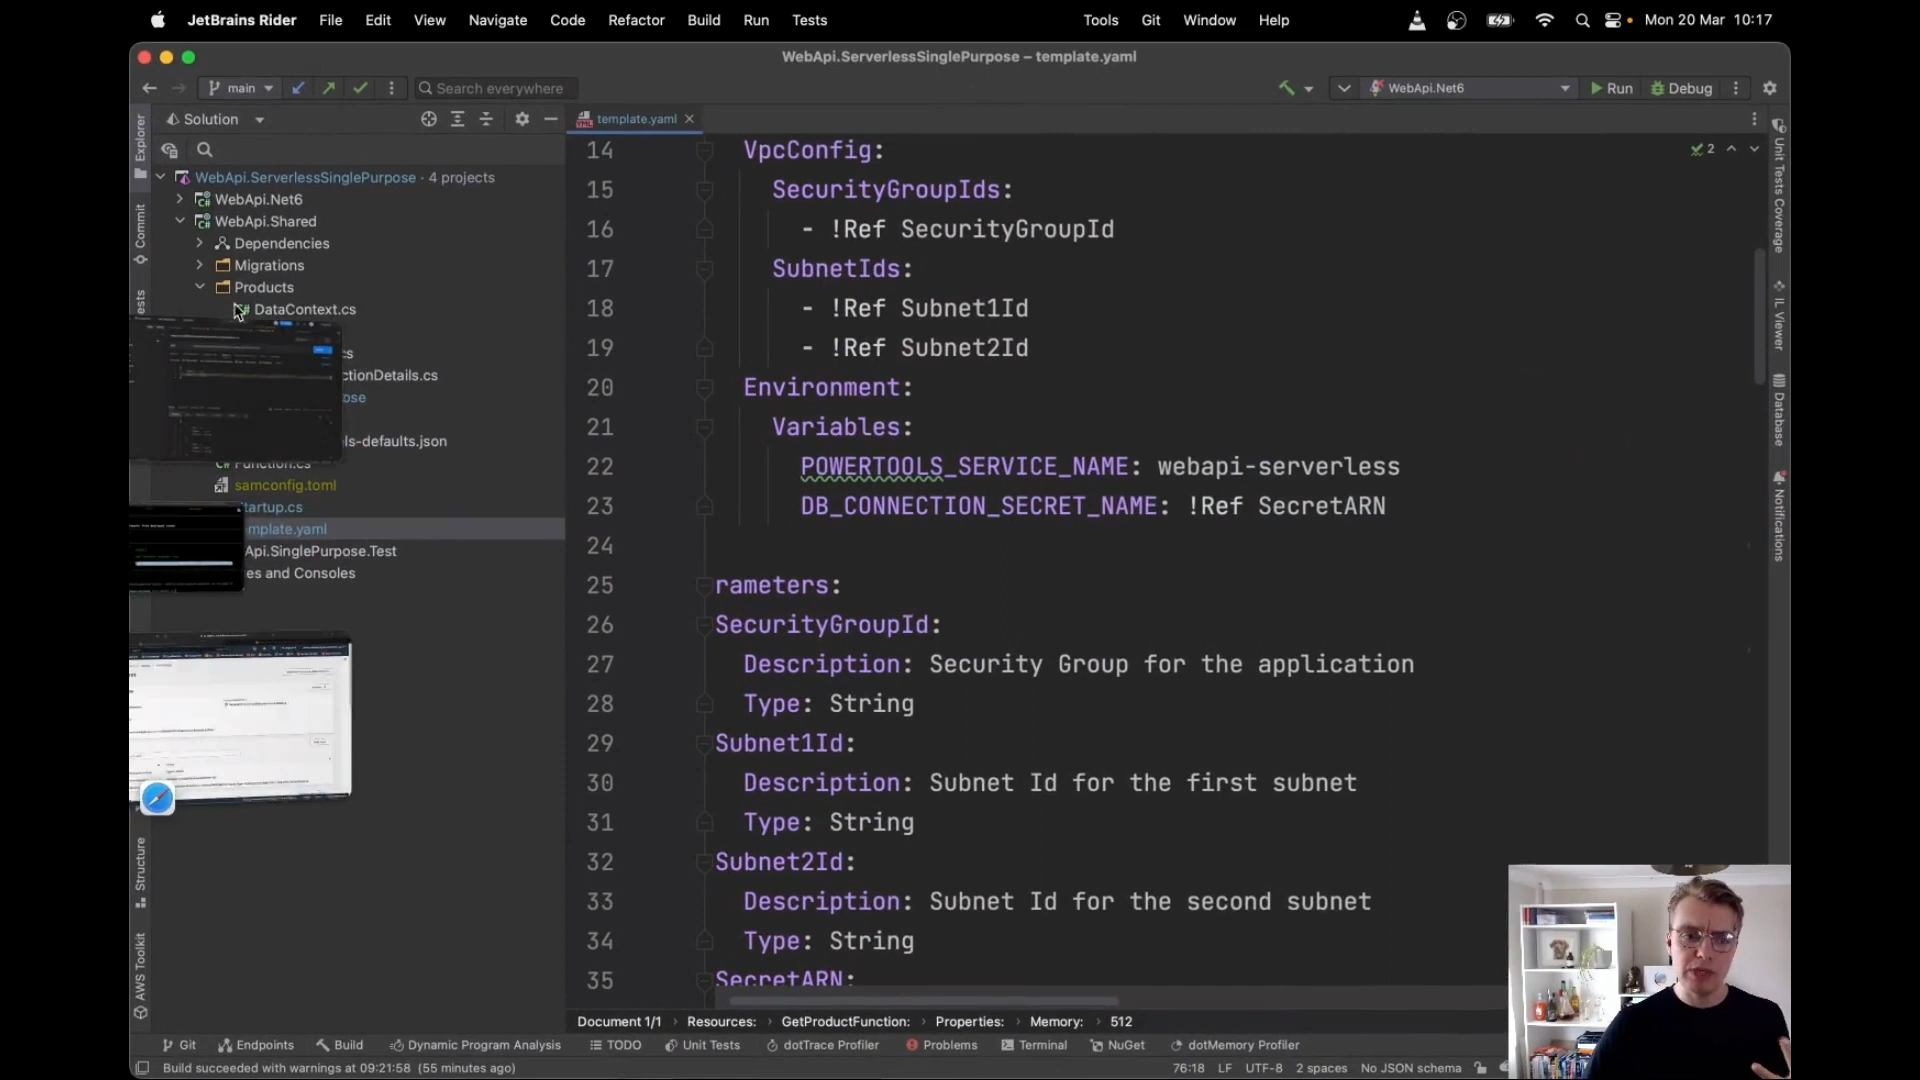 JetBrains Rider File Edit View Navigate Code Refactor Build Run Tests Tools Git Window Help Mon 20 Mar 10:17
WebApi.ServerlessSinglePurpose – template.yaml
main Search everywhere WebApi.Net6 Run Debug
Solution template.yaml
WebApi.ServerlessSinglePurpose · 4 projects
WebApi.Net6
WebApi.Shared
Dependencies
Migrations
Products
DataContext.cs
ctionDetails.cs
ose
ls-defaults.json
Function.cs
samconfig.toml
tartup.cs
mplate.yaml
Api.SinglePurpose.Test
es and Consoles
Explorer
Commit
ests
Structure
AWS Toolkit
14 VpcConfig:
15 SecurityGroupIds:
16 - !Ref SecurityGroupId
17 SubnetIds:
18 - !Ref Subnet1Id
19 - !Ref Subnet2Id
20 Environment:
21 Variables:
22 POWERTOOLS_SERVICE_NAME: webapi-serverless
23 DB_CONNECTION_SECRET_NAME: !Ref SecretARN
24
25 rameters:
26 SecurityGroupId:
27 Description: Security Group for the application
28 Type: String
29 Subnet1Id:
30 Description: Subnet Id for the first subnet
31 Type: String
32 Subnet2Id:
33 Description: Subnet Id for the second subnet
34 Type: String
35 SecretARN:
2
Unit Tests Coverage
IL Viewer
Database
Notifications
Document 1/1 › Resources: › GetProductFunction: › Properties: › Memory: › 512
Git Endpoints Build Dynamic Program Analysis TODO Unit Tests dotTrace Profiler Problems Terminal NuGet dotMemory Profiler
Build succeeded with warnings at 09:21:58 (55 minutes ago) 76:18 LF UTF-8 2 spaces No JSON schema